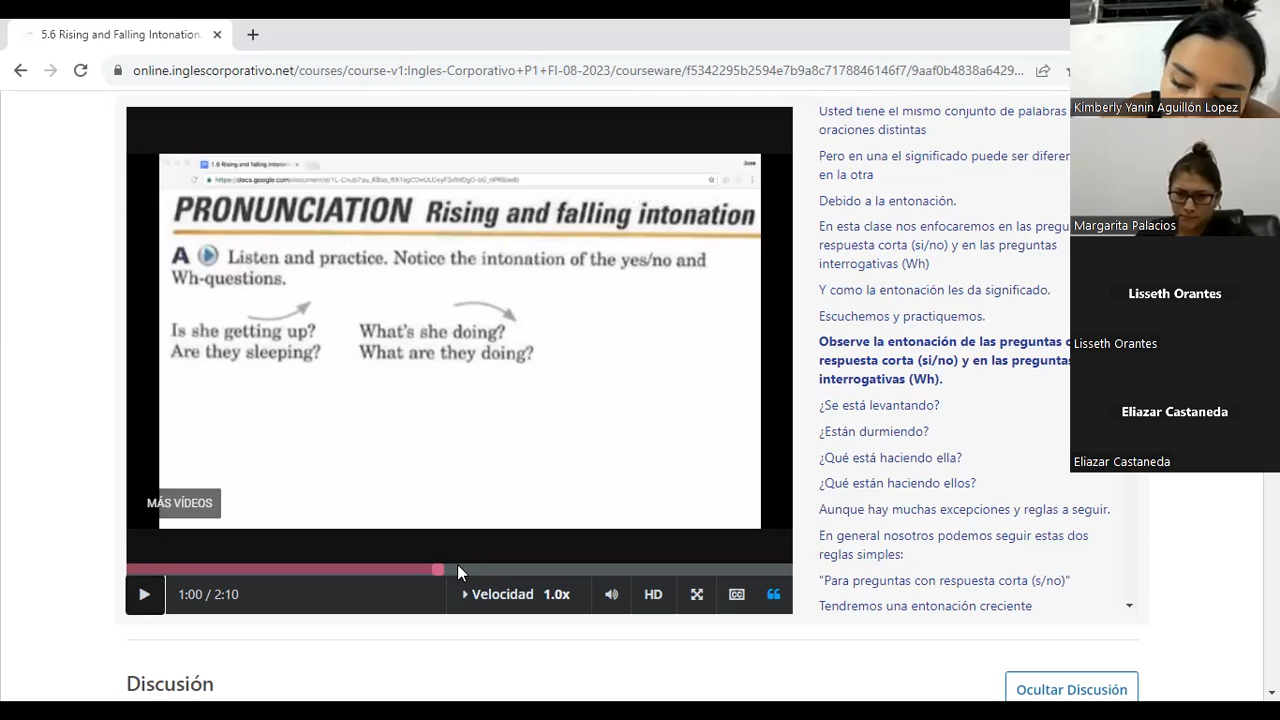 5.6 Rising and Falling Intonation.
online.inglescorporativo.net/courses/course-v1:Ingles-Corporativo+P1+FI-08-2023/courseware/f5342295b2594e7b9a8c7178846146f7/9aaf0b4838a6429...
1.6 Rising and falling intonat
PRONUNCIATION Rising and falling intonation
A Listen and practice. Notice the intonation of the yes/no and
Wh-questions.
Is she getting up? What's she doing?
Are they sleeping? What are they doing?
MÁS VÍDEOS
1:00 / 2:10
Velocidad 1.0x
HD
Usted tiene el mismo conjunto de palabras
oraciones distintas
Pero en una el significado puede ser diferen
en la otra
Debido a la entonación.
En esta clase nos enfocaremos en las pregu
respuesta corta (si/no) y en las preguntas
interrogativas (Wh)
Y como la entonación les da significado.
Escuchemos y practiquemos.
Observe la entonación de las preguntas
respuesta corta (si/no) y en las preguntas
interrogativas (Wh).
¿Se está levantando?
¿Están durmiendo?
¿Qué está haciendo ella?
¿Qué están haciendo ellos?
Aunque hay muchas excepciones y reglas a seguir.
En general nosotros podemos seguir estas dos
reglas simples:
"Para preguntas con respuesta corta (s/no)"
Tendremos una entonación creciente
Discusión
Ocultar Discusión
Kimberly Yanin Aguillón Lopez
Margarita Palacios
Lisseth Orantes
Lisseth Orantes
Eliazar Castaneda
Eliazar Castaneda